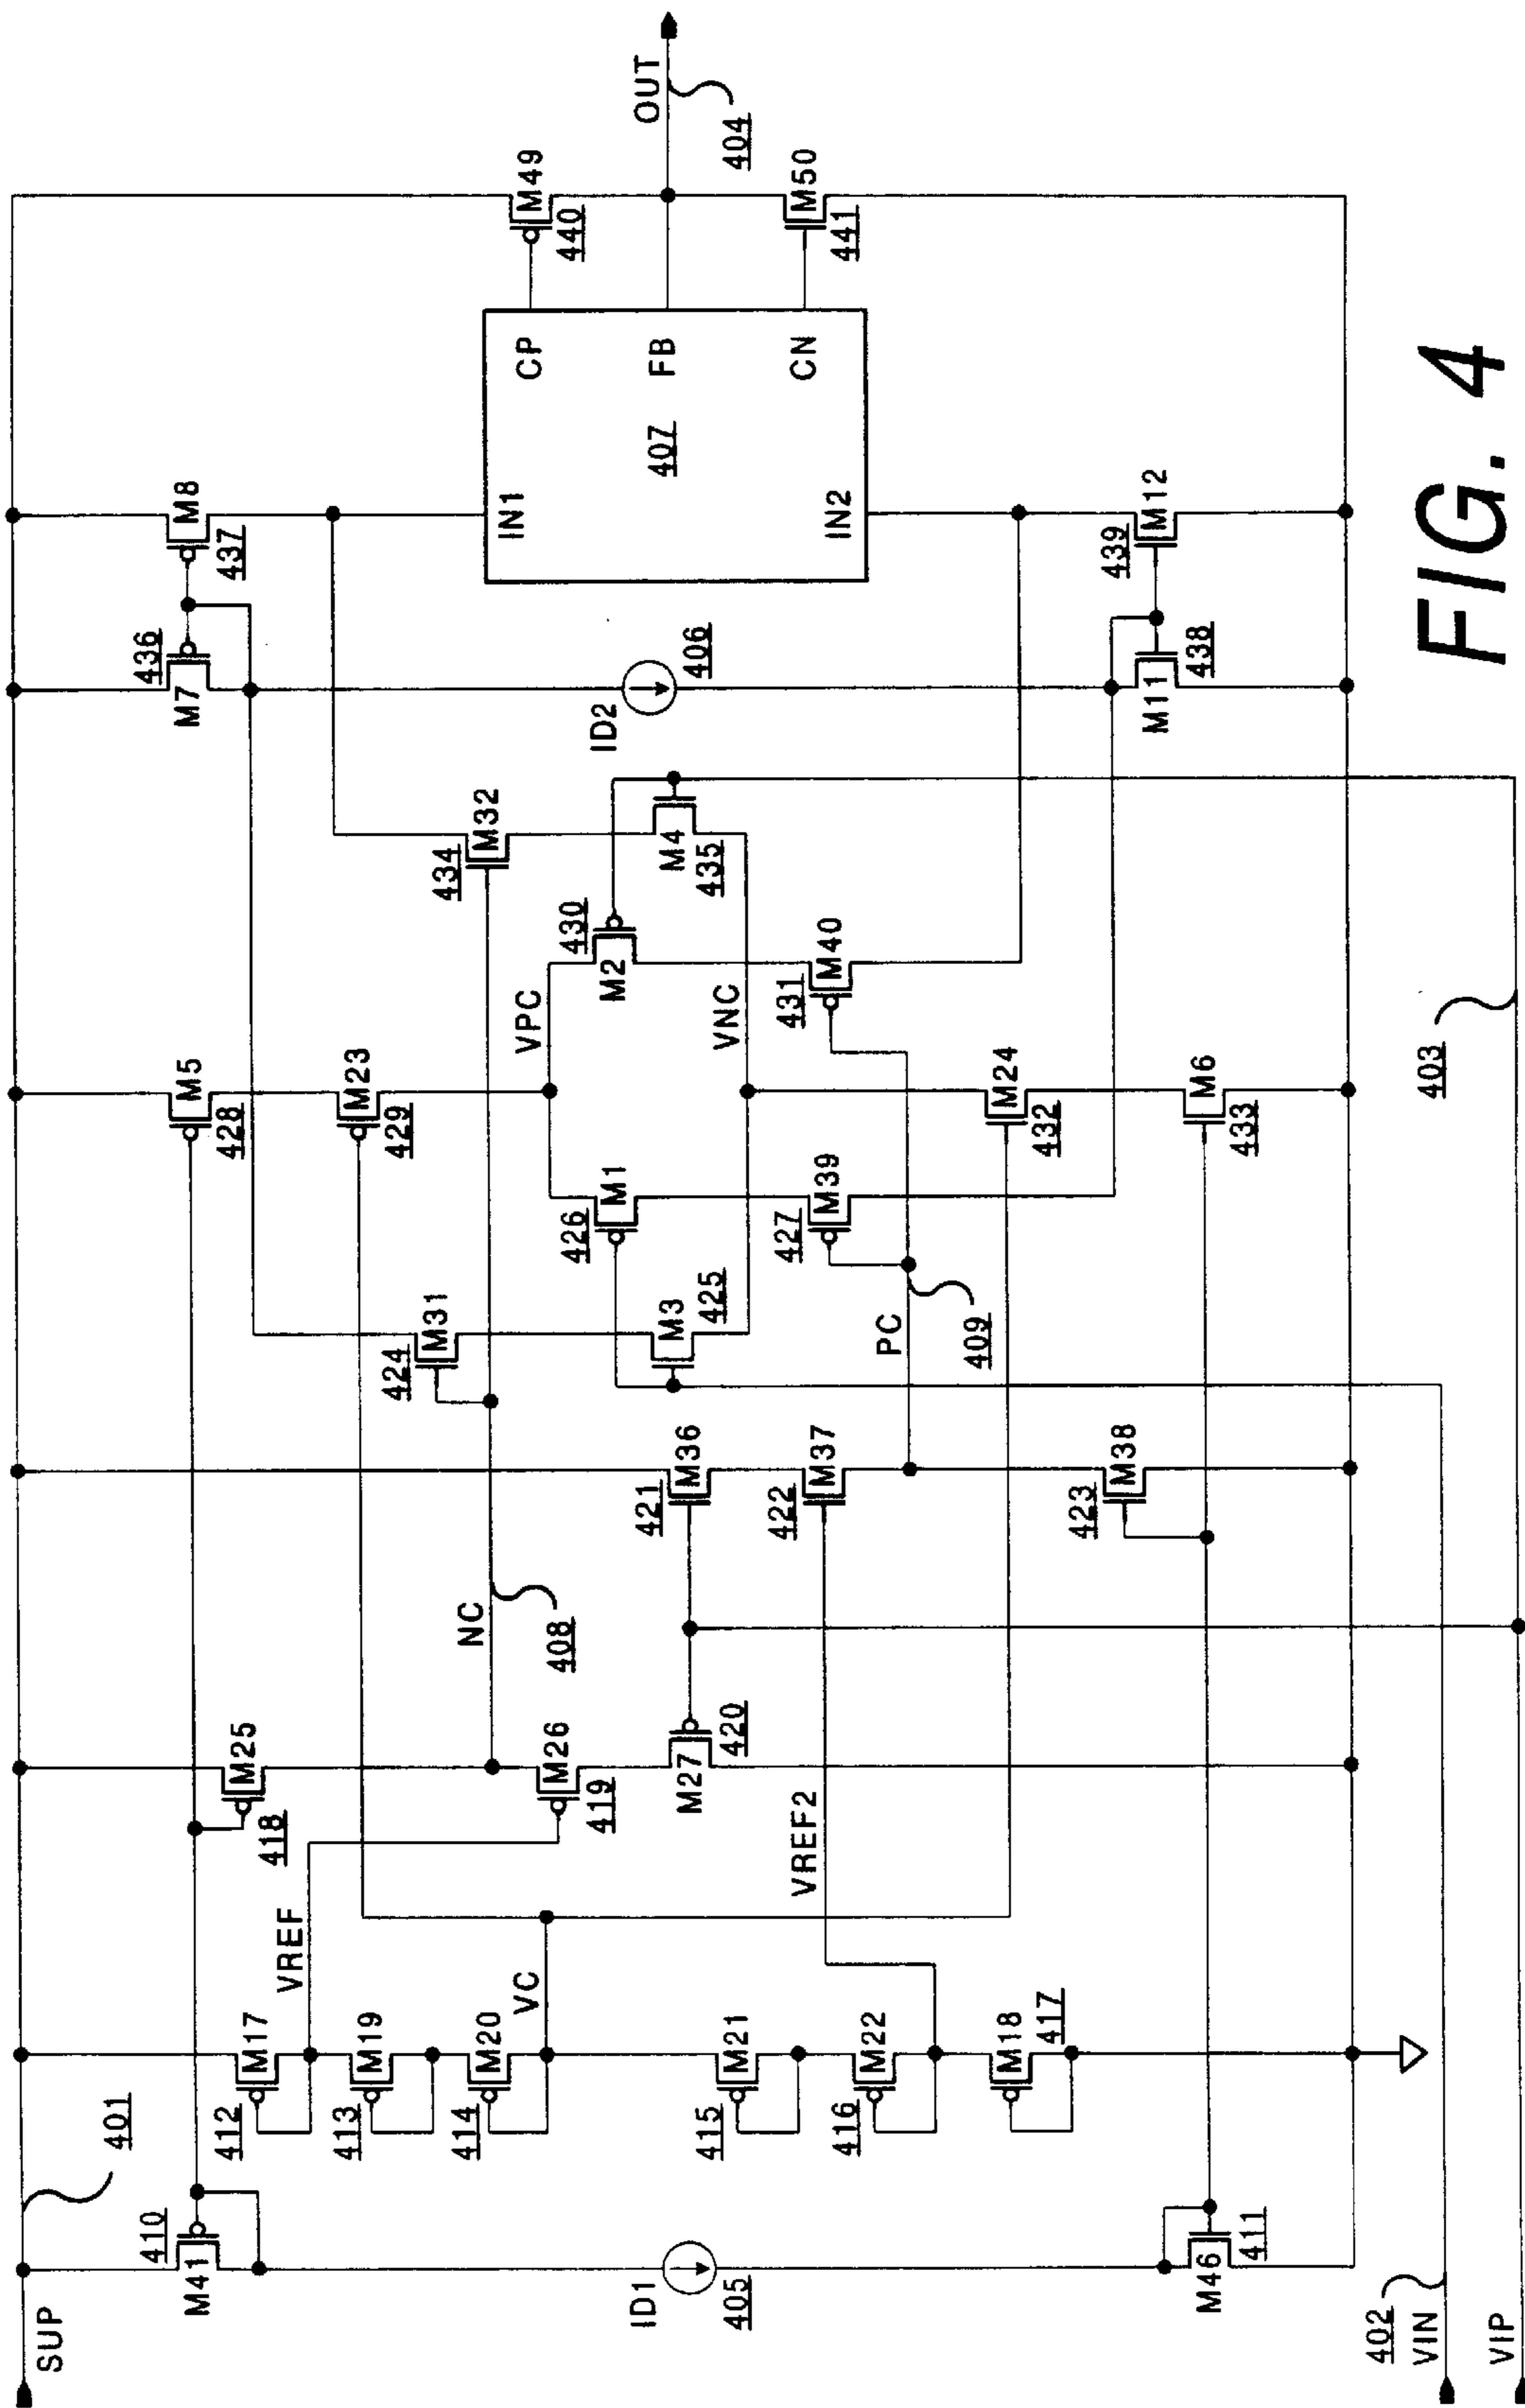 SUP
401
410
M41
ID1
405
M46
411
402
VIN
VIP
M17
412
VREF
M19
413
M20
414
VC
M21
415
M22
416
M18
417
VREF2
M25
418
M26
419
M27
420
NC
408
M36
421
M37
422
M38
423
PC
409
M31
424
M3
425
M1
426
M39
427
M5
428
M23
429
VPC
M2
430
M40
431
VNC
M24
432
M6
433
403
M32
434
M4
435
M7
436
M8
437
ID2
406
M11
438
M12
439
IN1
IN2
407
CP
FB
CN
M49
440
M50
441
OUT
404
FIG. 4